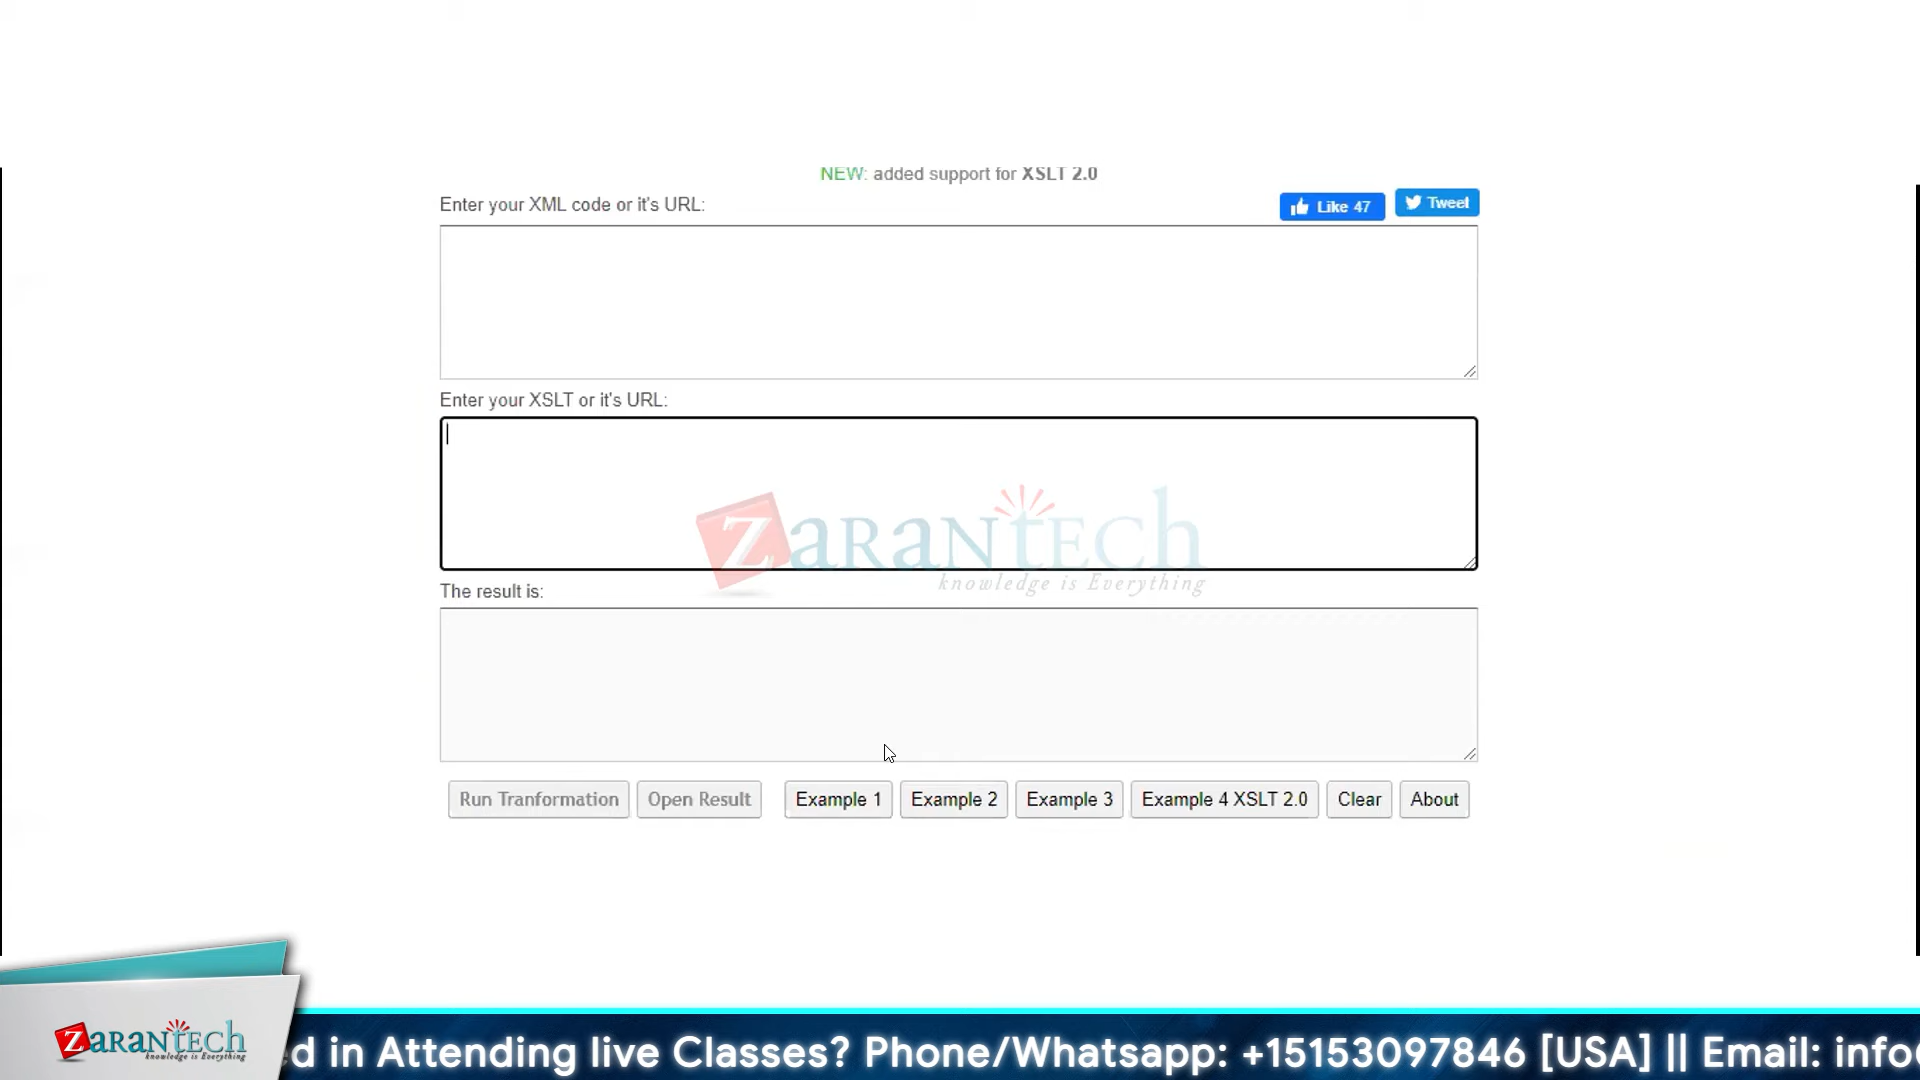 NEW: added support for XSLT 2.0
Enter your XML code or it's URL:
Like 47
Tweet
Enter your XSLT or it's URL:
ZaranTech
knowledge is Everything
The result is:
Run Tranformation
Open Result
Example 1
Example 2
Example 3
Example 4 XSLT 2.0
Clear
About
ZaranTech
knowledge is Everything
d in Attending live Classes? Phone/Whatsapp: +15153097846 [USA] || Email: info